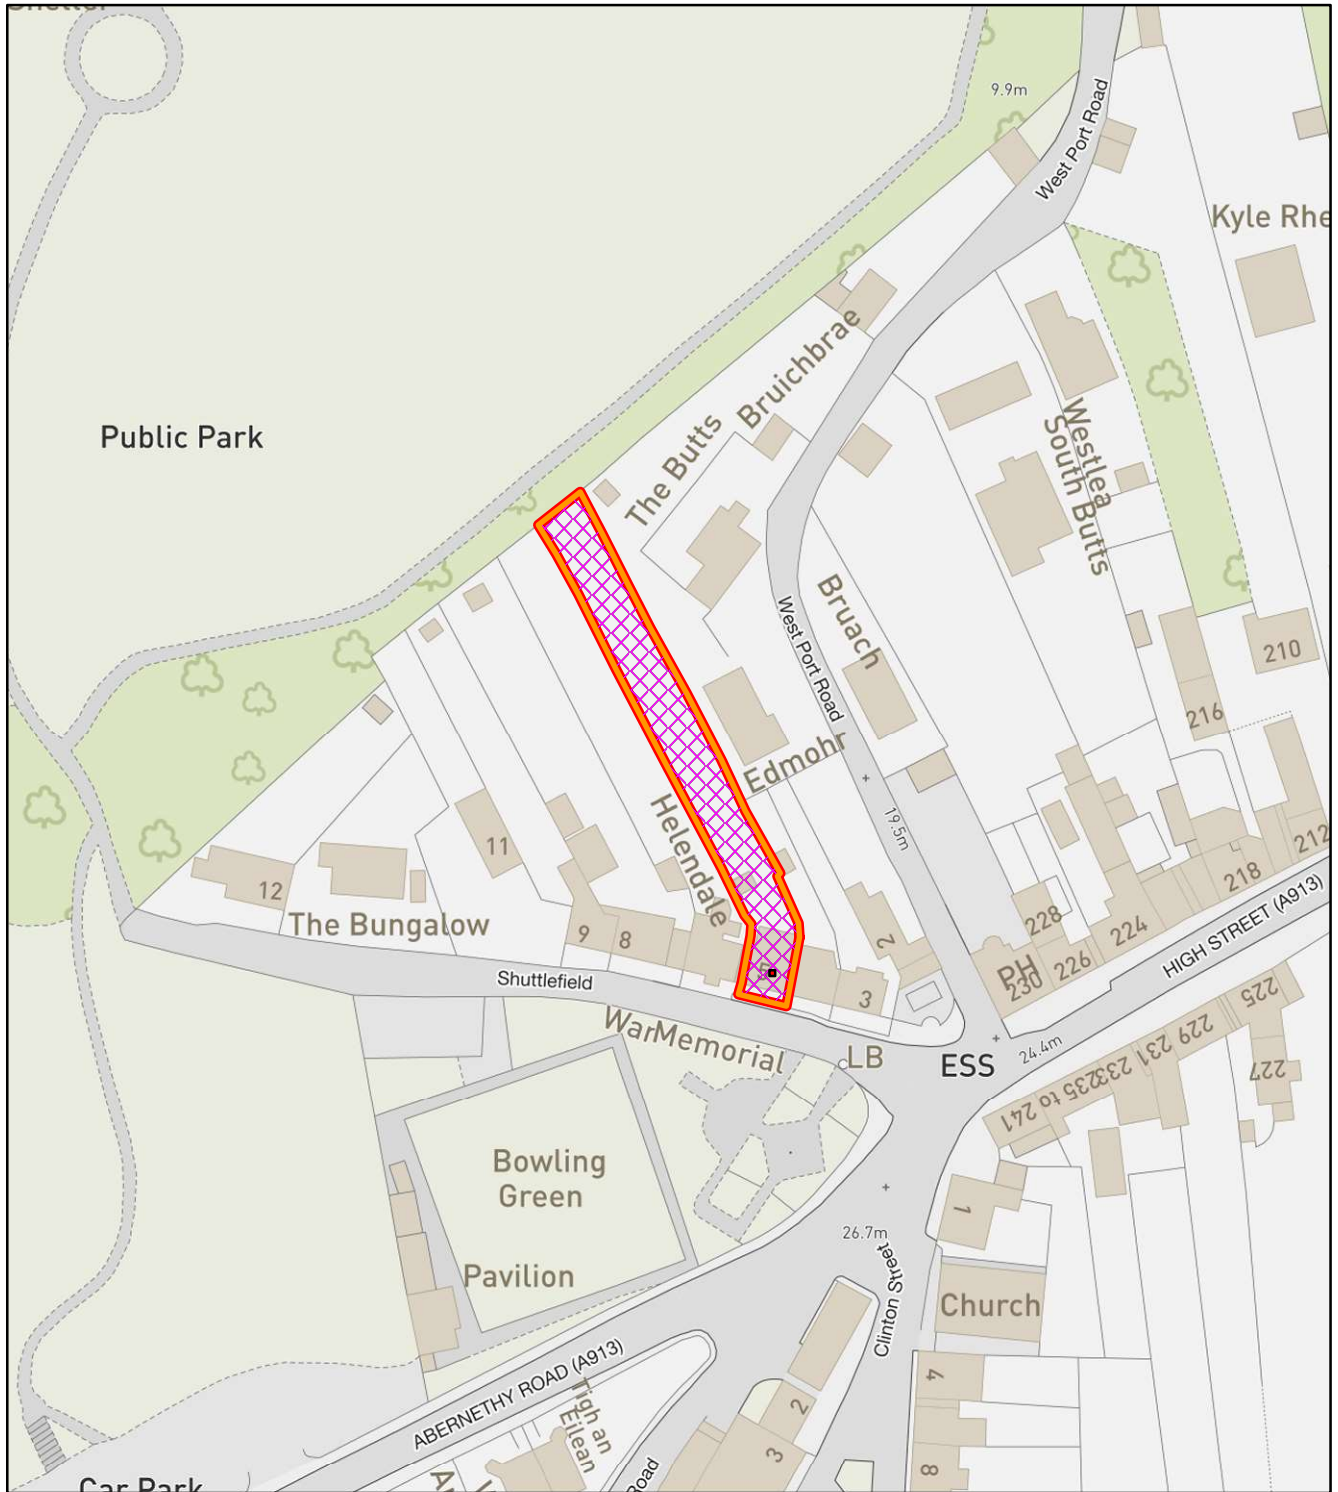 Shelter
9.9m
West Port Road
Kyle Rhe
Bruichbrae
The Butts
Public Park
Westlea
South Butts
Bruach
West Port Road
210
216
Edmohr
19.5m
Helendale
212
218
11
12
The Bungalow
9
8
2
228
224
HIGH STREET (A913)
PH
226
230
5
3
Shuttlefield
225
WarMemorial
LB
ESS
24.4m
229
231
233
235 to 241
227
Bowling
Green
1
26.7m
Pavilion
Clinton Street
Church
ABERNETHY ROAD (A913)
Tigh an
Eilean
4
2
3
8
Road
Car Park